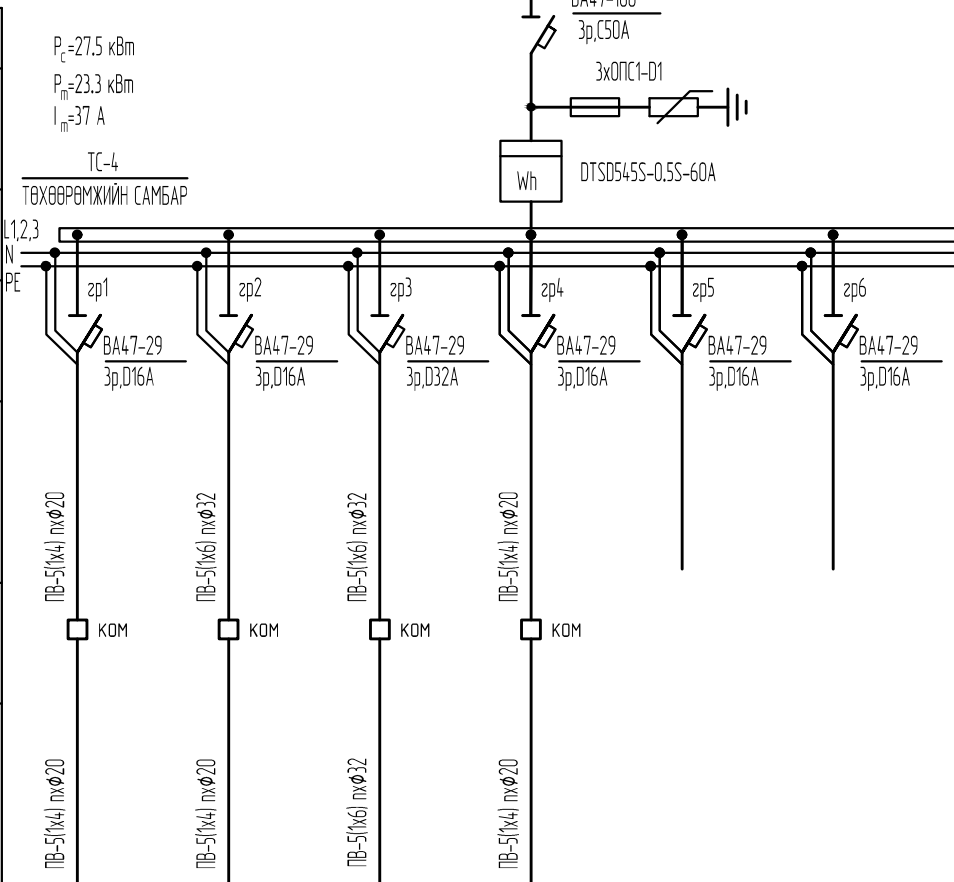 ВА47-100
3р,С50А
Pc=27.5 кВт
Pm=23.3 кВт
Im=37 А
3хОПС1-D1
ТС-4
ТӨХӨӨРӨМЖИЙН САМБАР
Wh
DTSD545S-0.5S-60A
L1,2,3
N
PE
гр1
гр2
гр3
гр4
гр5
гр6
ВА47-29
3р,D16А
ВА47-29
3р,D16А
ВА47-29
3р,D32А
ВА47-29
3р,D16А
ВА47-29
3р,D16А
ВА47-29
3р,D16А
ПВ-5(1х4) пхф20
ПВ-5(1х6) пхф32
ПВ-5(1х6) пхф32
ПВ-5(1х4) пхф20
КОМ
КОМ
КОМ
КОМ
ПВ-5(1х4) пхф20
ПВ-5(1х4) пхф20
ПВ-5(1х6) пхф32
ПВ-5(1х4) пхф20